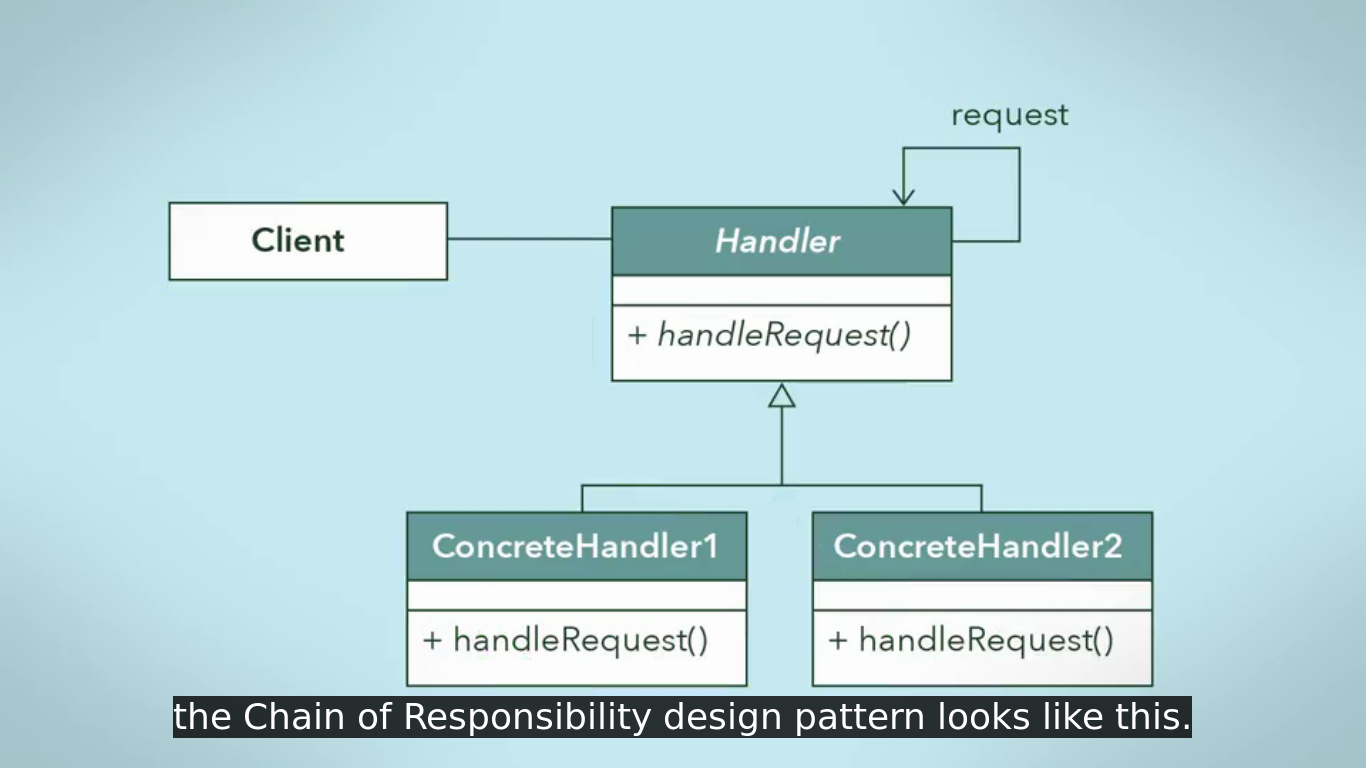 request
Client
Handler
+ handleRequest()
ConcreteHandler1
+ handleRequest()
ConcreteHandler2
+ handleRequest()
the Chain of Responsibility design pattern looks like this.